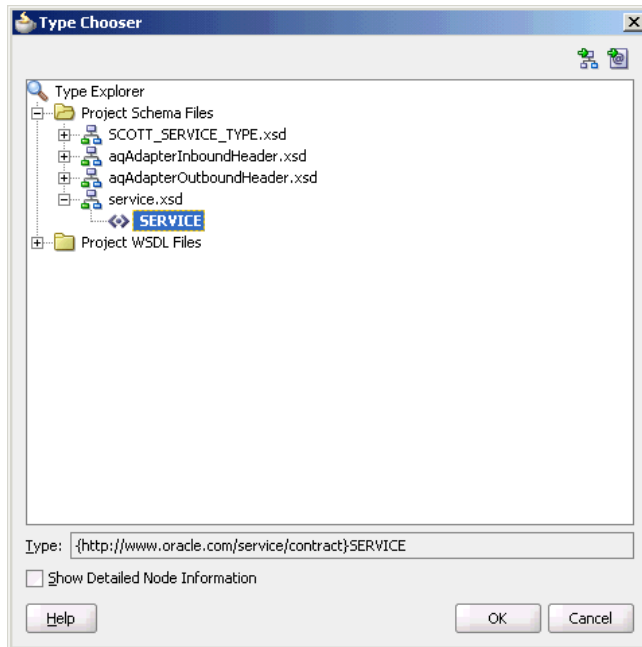 Type Chooser
Type Explorer
Project Schema Files
SCOTT_SERVICE_TYPE.xsd
aqAdapterInboundHeader.xsd
aqAdapterOutboundHeader.xsd
service.xsd
SERVICE
Project WSDL Files
Type: {http://www.oracle.com/service/contract}SERVICE
Show Detailed Node Information
Help OK Cancel